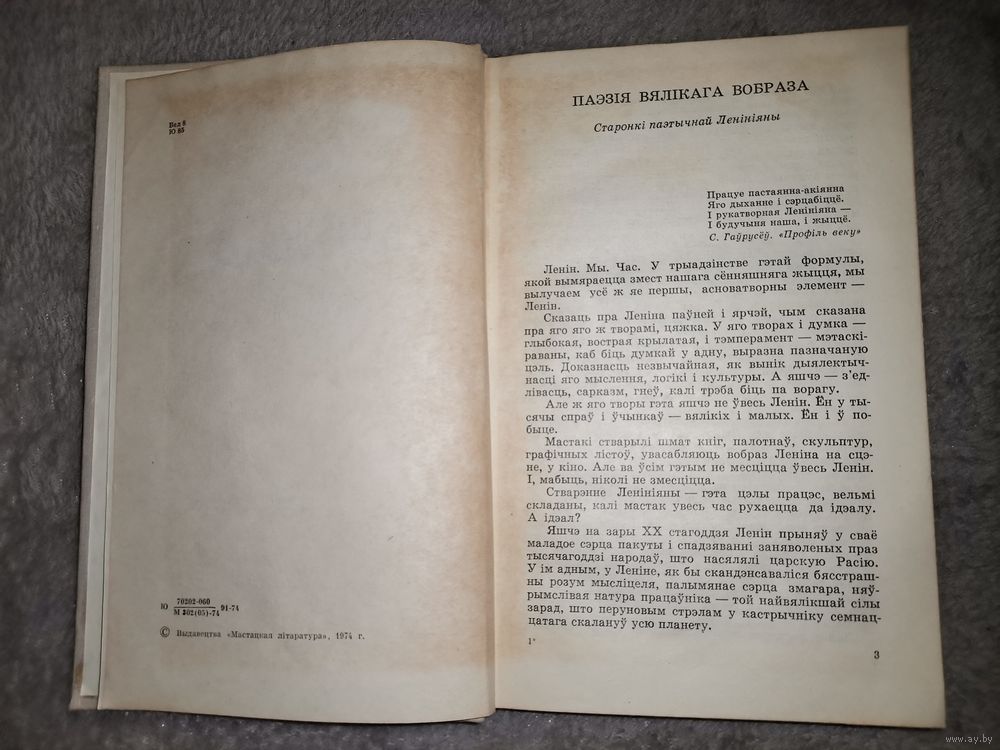 Бел 8
Ю 85
Ю 70202-060 91-74
М 302(05)-74
© Выдавецтва «Мастацкая літаратура», 1974 г.
ПАЭЗІЯ ВЯЛІКАГА ВОБРАЗА
Старонкі паэтычнай Ленініяны
Працуе пастаянна-акіянна
Яго дыханне і сэрцабіццё.
І рукатворная Ленініяна —
І будучыня наша, і жыццё.
С. Гаўрусёў. «Профіль веку»
Ленін. Мы. Час. У трыадзінстве гэтай формулы,
якой вымяраецца змест нашага сённяшняга жыцця, мы
вылучаем усё ж яе першы, асноватворны элемент —
Ленін.
Сказаць пра Леніна паўней і ярчэй, чым сказана
пра яго яго ж творамі, цяжка. У яго творах і думка —
глыбокая, вострая крылатая, і тэмперамент — мэтаскі-
раваны, каб біць думкай у адну, выразна пазначаную
цэль. Доказнасць незвычайная, як вынік дыялектыч-
насці яго мыслення, логікі і культуры. А яшчэ — з'ед-
лівасць, сарказм, гнеў, калі трэба біць па ворагу.
Але ж яго творы гэта яшчэ не ўвесь Ленін. Ён у ты-
сячы спраў і ўчынкаў — вялікіх і малых. Ён і ў по-
быце.
Мастакі стварылі шмат кніг, палотнаў, скульптур,
графічных лістоў, увасабляюць вобраз Леніна на сцэ-
не, у кіно. Але ва ўсім гэтым не месціцца ўвесь Ленін.
І, мабыць, ніколі не змесціцца.
Стварэнне Ленініяны — гэта цэлы працэс, вельмі
складаны, калі мастак увесь час рухаецца да ідэалу.
А ідэал?
Яшчэ на зары XX стагоддзя Ленін прыняў у сваё
маладое сэрца пакуты і спадзяванні заняволеных праз
тысячагоддзі народаў, што насялялі царскую Расію.
У ім адным, у Леніне, як бы скандэнсаваліся бясстраш-
ны розум мысліцеля, палымянае сэрца змагара, няў-
рымслівая натура працаўніка — той найвялікшай сілы
зарад, што перуновым стрэлам у кастрычніку семнац-
цатага скалануў усю планету.
1*
3
www.ay.by